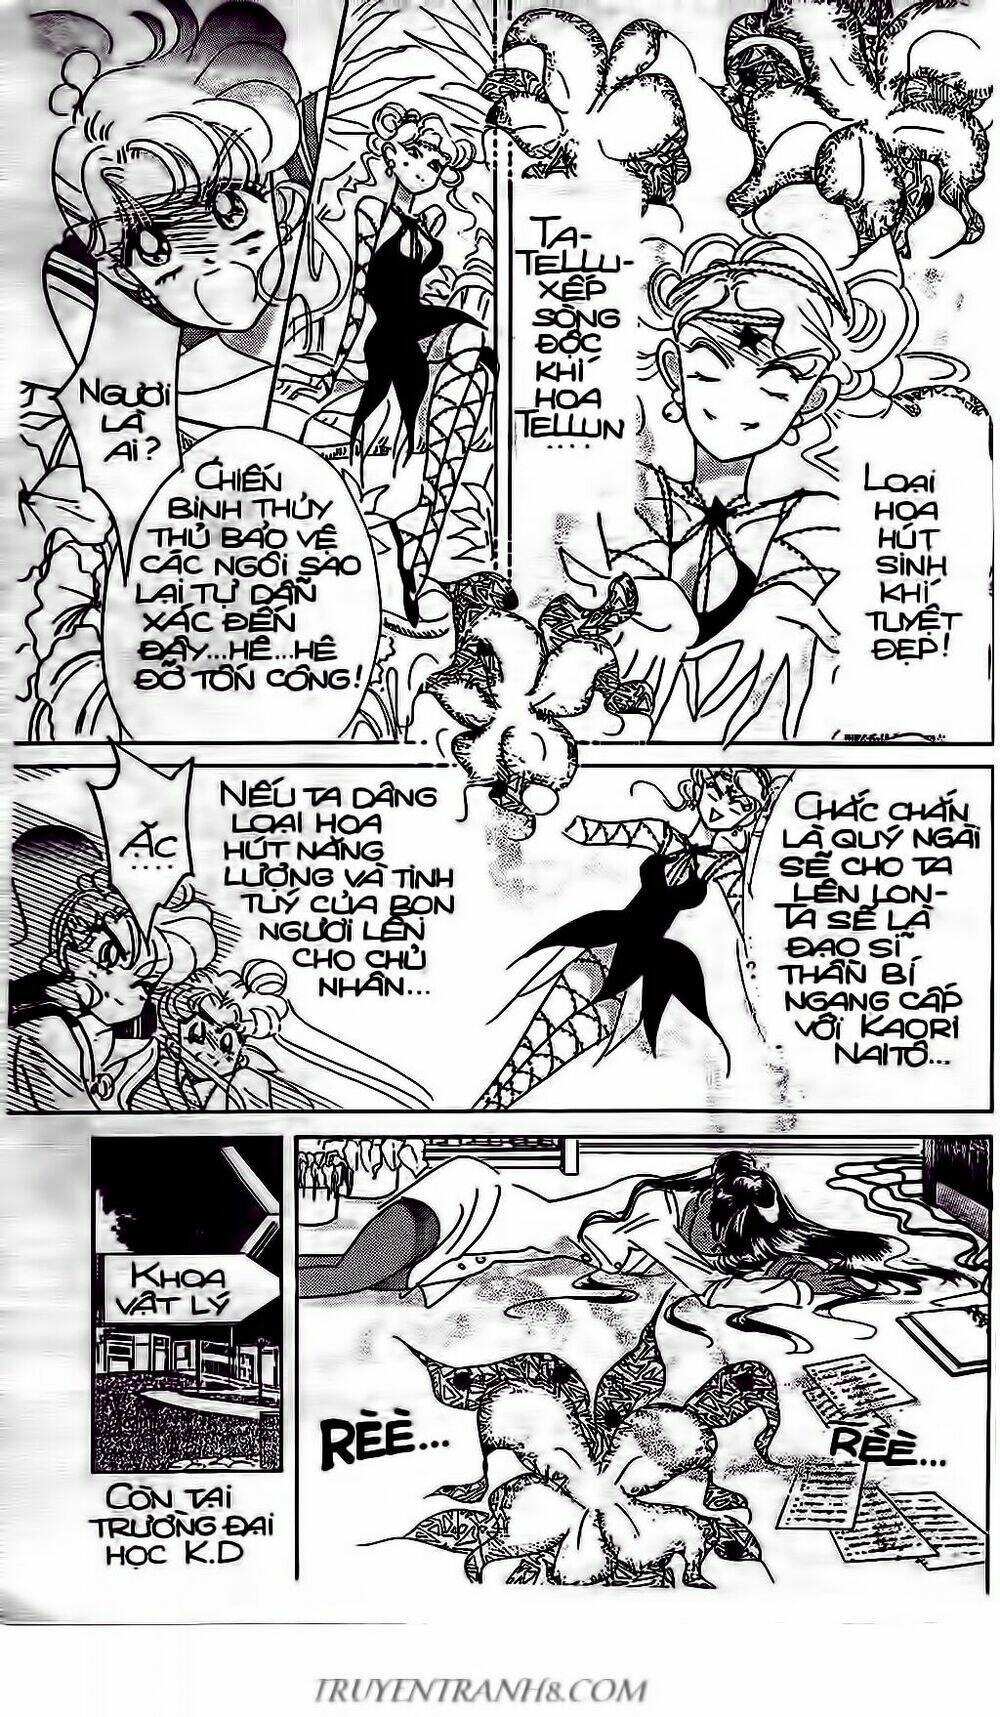 NGƯƠI
LÀ
AI?
CHIẾN
BINH THỦY
THỦ BẢO VỆ
CÁC NGÔI SAO
LẠI TỰ DẪN
XÁC ĐẾN
ĐÂY...HÊ...HÊ
ĐỠ TỐN CÔNG!
TA-
TELLU-
XẾP
SÒNG
ĐỘC
KHÍ
HOA
TELLUN
....
LOẠI
HOA
HÚT
SINH
KHÍ
TUYỆT
ĐẸP!
ẶC
....
NẾU TA DÂNG
LOẠI HOA
HÚT NĂNG
LƯỢNG VÀ TINH
TUÝ CỦA BỌN
NGƯƠI LÊN
CHO CHỦ
NHÂN...
CHẮC CHẮN
LÀ QUÝ NGÀI
SẼ CHO TA
LÊN LON-
TA SẼ LÀ
ĐẠO SĨ
THẦN BÍ
NGANG CẤP
VỚI KAORI
NAITÔ...
?
KHOA
VẬT LÝ
CÒN TẠI
TRƯỜNG ĐẠI
HỌC K.D
RÈÈ...
RÈÈ...
TRUYENTRANH8.COM